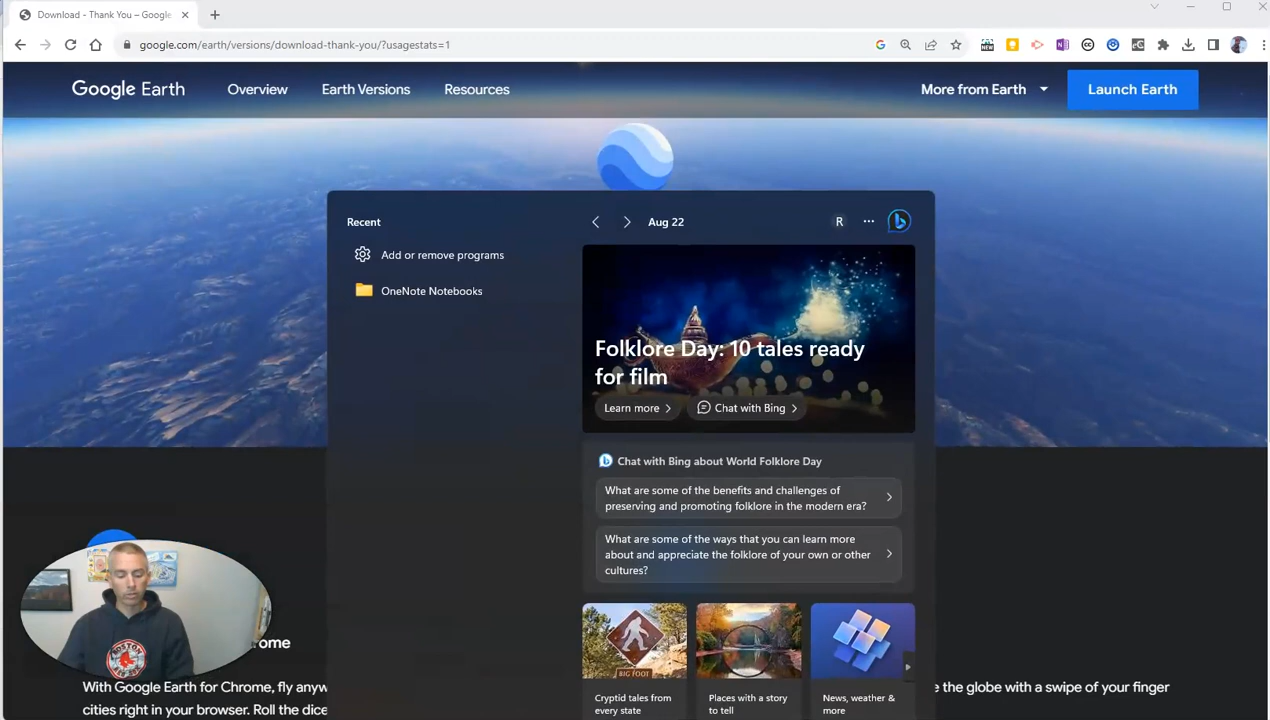 Download - Thank You – Google
google.com/earth/versions/download-thank-you/?usagestats=1
Google Earth
Overview
Earth Versions
Resources
More from Earth
Launch Earth
Recent
Add or remove programs
OneNote Notebooks
Aug 22
R
Folklore Day: 10 tales ready
for film
Learn more
Chat with Bing
Chat with Bing about World Folklore Day
What are some of the benefits and challenges of
preserving and promoting folklore in the modern era?
What are some of the ways that you can learn more
about and appreciate the folklore of your own or other
cultures?
BIG FOOT
Cryptid tales from
every state
Places with a story
to tell
News, weather &
more
ome
With Google Earth for Chrome, fly anyw
cities right in your browser. Roll the dice
e the globe with a swipe of your finger